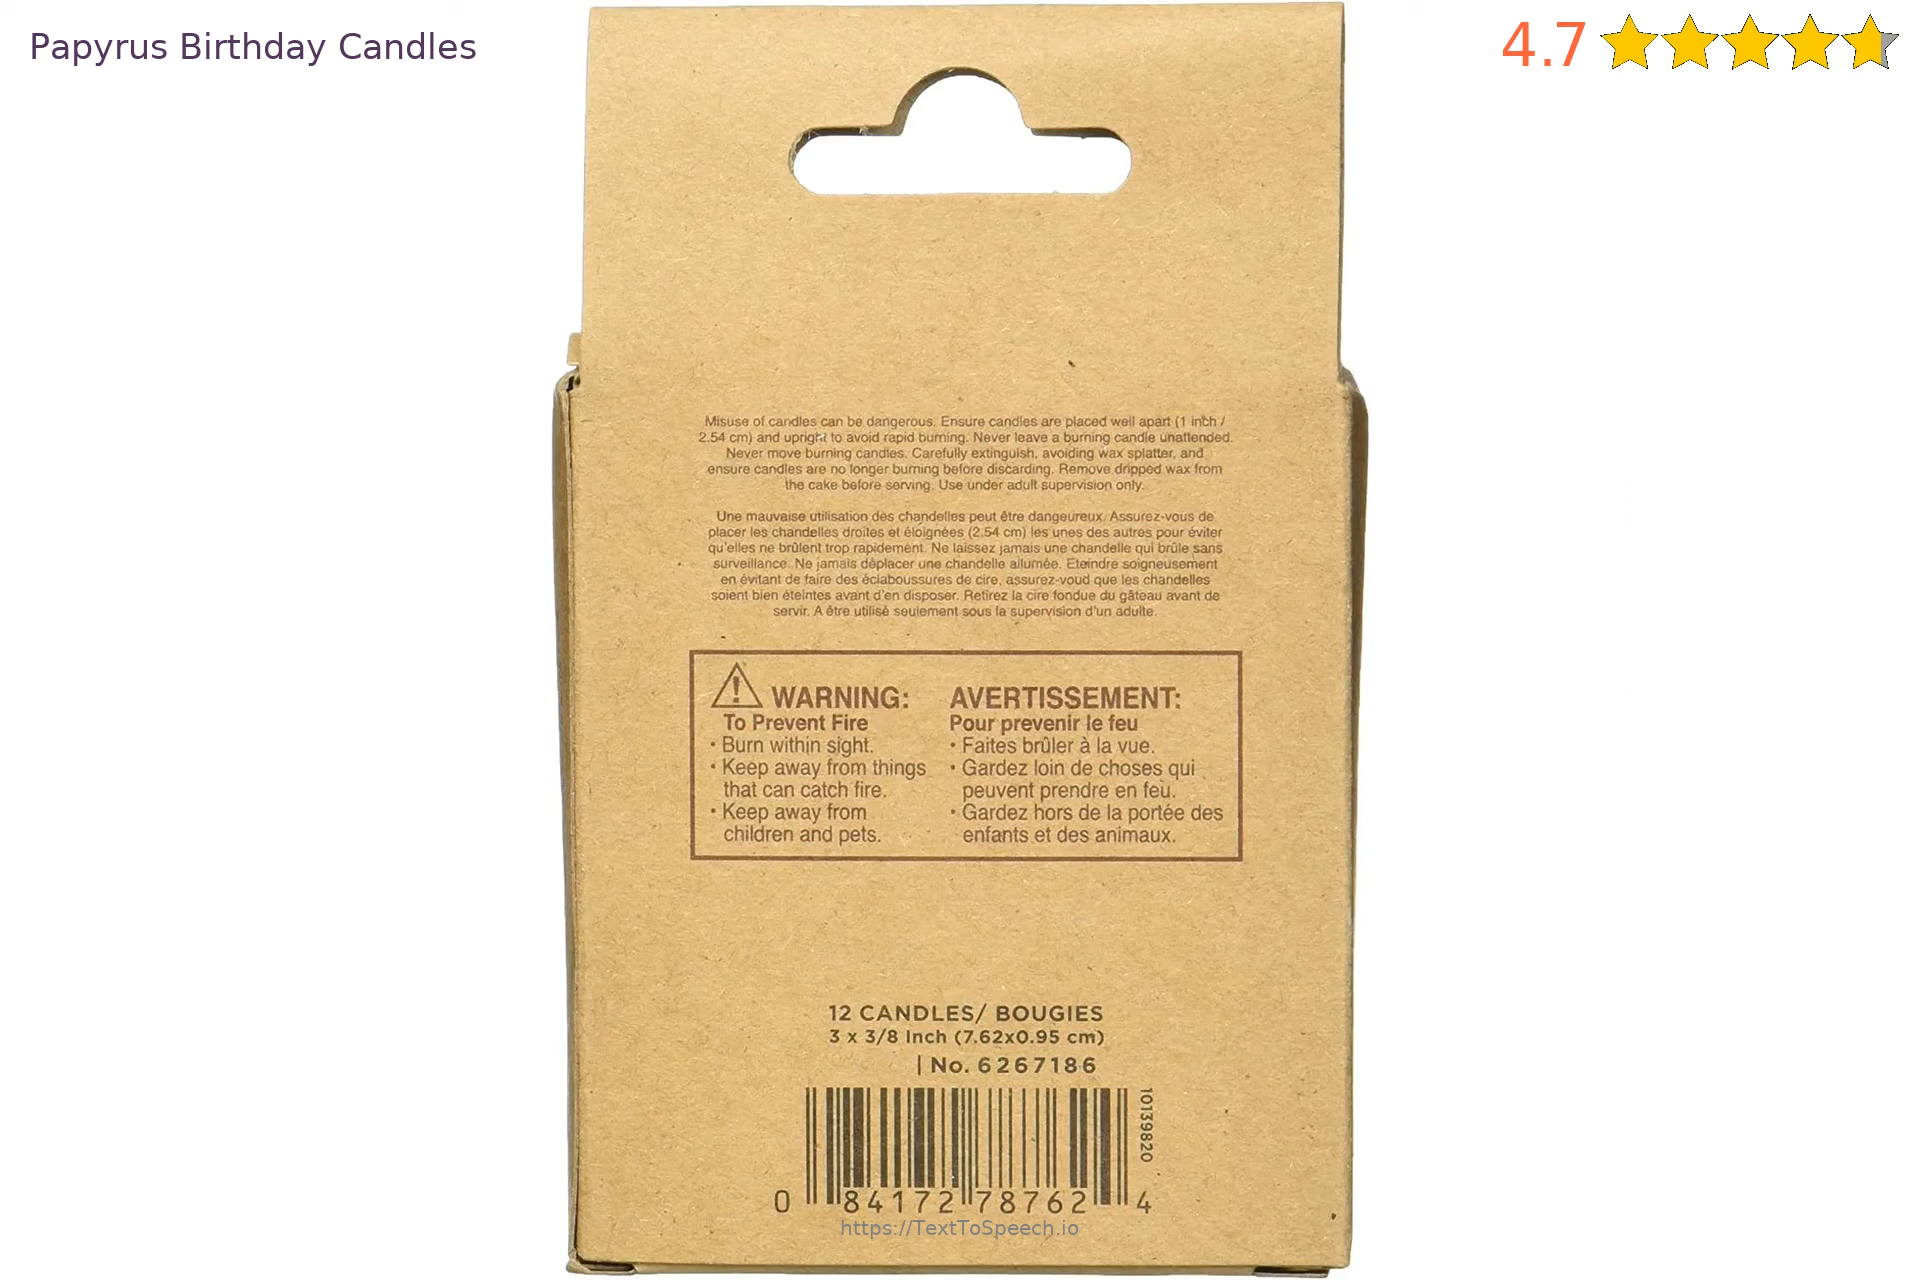 Papyrus Birthday Candles
4.7
Misuse of candles can be dangerous. Ensure candles are placed well apart (1 inch /
2.54 cm) and upright to avoid rapid burning. Never leave a burning candle unattended.
Never move burning candles. Carefully extinguish, avoiding wax splatter, and
ensure candles are no longer burning before discarding. Remove dripped wax from
the cake before serving. Use under adult supervision only.
Une mauvaise utilisation des chandelles peut être dangeureux. Assurez-vous de
placer les chandelles droites et éloignées (2.54 cm) les unes des autres pour éviter
qu'elles ne brûlent trop rapidement. Ne laissez jamais une chandelle qui brûle sans
surveillance. Ne jamais déplacer une chandelle allumée. Eteindre soigneusement
en évitant de faire des éclaboussures de cire, assurez-voud que les chandelles
soient bien éteintes avant d'en disposer. Retirez la cire fondue du gâteau avant de
servir. A être utilisé seulement sous la supervision d'un adulte.
WARNING:
To Prevent Fire
• Burn within sight.
• Keep away from things
that can catch fire.
• Keep away from
children and pets.
AVERTISSEMENT:
Pour prevenir le feu
• Faites brûler à la vue.
• Gardez loin de choses qui
peuvent prendre en feu.
• Gardez hors de la portée des
enfants et des animaux.
12 CANDLES/ BOUGIES
3 x 3/8 Inch (7.62x0.95 cm)
| No. 6267186
10139820
0 84172 78762 4
https://TextToSpeech.io